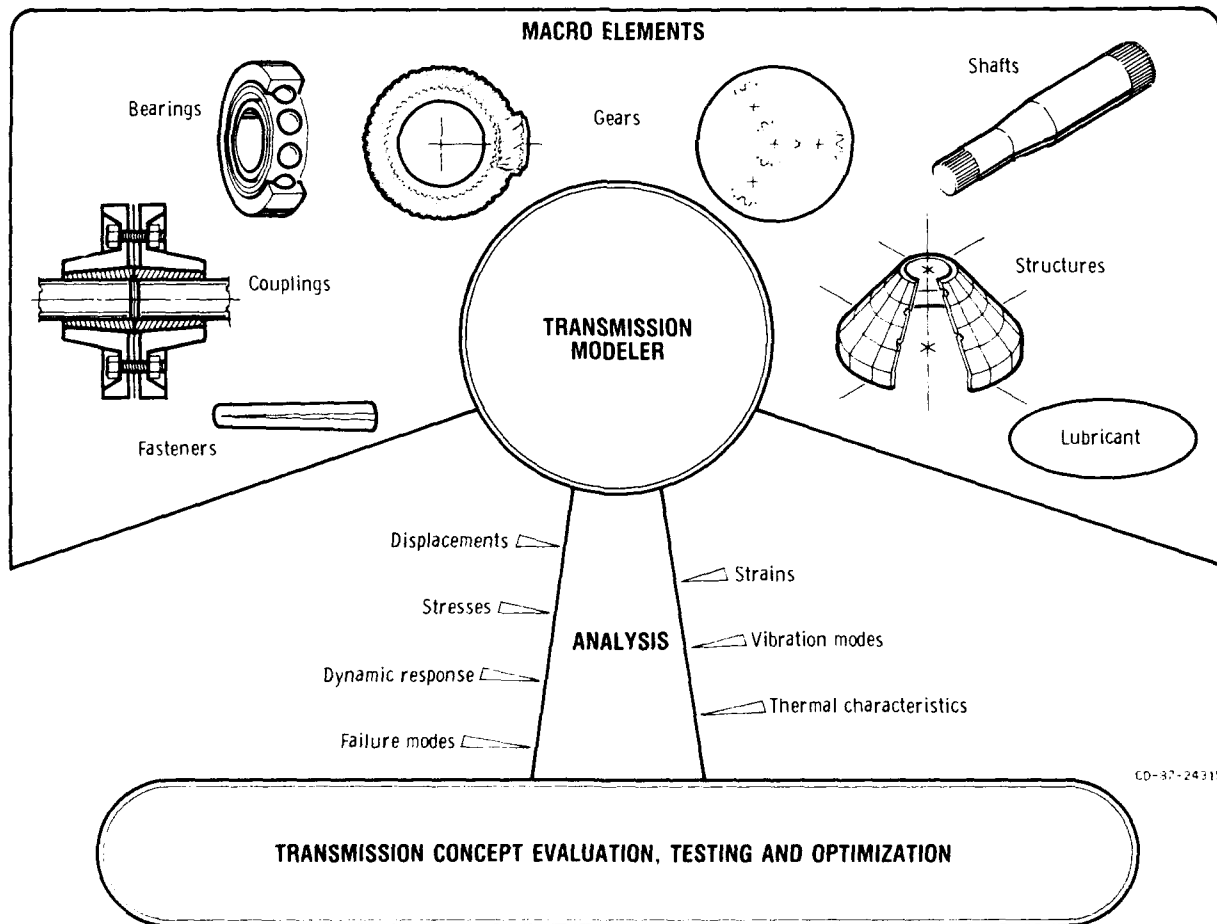 MACRO ELEMENTS
Bearings
Gears
Shafts
Couplings
Structures
TRANSMISSION
MODELER
Fasteners
Lubricant
Displacements
Strains
Stresses
ANALYSIS
Vibration modes
Dynamic response
Thermal characteristics
Failure modes
TRANSMISSION CONCEPT EVALUATION, TESTING AND OPTIMIZATION